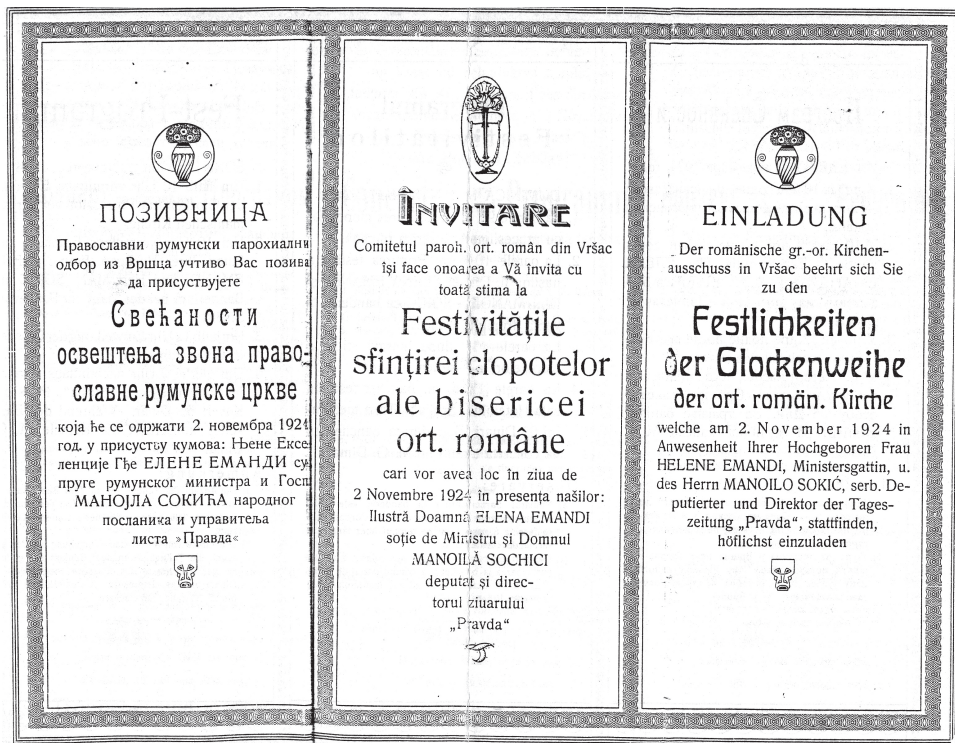 ПОЗИВНИЦА
Православни румунски парохиални
одбор из Вршца учтиво Вас позива
да присуствујете
Свећаности
освештења звона право-
славне румунске цркве
која ће се одржати 2. новембра 1924
год. у присуству кумова: Њене Ексе
ленције Гђе ЕЛЕНЕ ЕМАНДИ су
пруге румунског министра и Госп
МАНОЈЛА СОКИЋА народног
посланика и управитеља
листа »Правда«
ÎNVITARE
Comitetul paroh. ort. român din Vršac
își face onoarea a Vă învita cu
toată stima la
Festivitățile
sfințirei clopotelor
ale bisericei
ort. române
cari vor avea loc în ziua de
2 Novembre 1924 in presența našilor:
Ilustră Doamnă ELENA EMANDI
soție de Ministru și Domnul
MANOILĂ SOCHICI
deputat și direc-
torul ziuarului
„Pravda“
EINLADUNG
Der romänische gr.-or. Kirchen-
ausschuss in Vršac beehrt sich Sie
zu den
Festlichkeiten
der Glockenweihe
der ort. romän. Kirche
welche am 2. November 1924 in
Anwesenheit Ihrer Hochgeboren Frau
HELENE EMANDI, Ministersgattin, u.
des Herrn MANOILO SOKIĆ, serb. De-
putierter und Direktor der Tages-
zeitung „Pravda“, stattfinden,
höflichst einzuladen